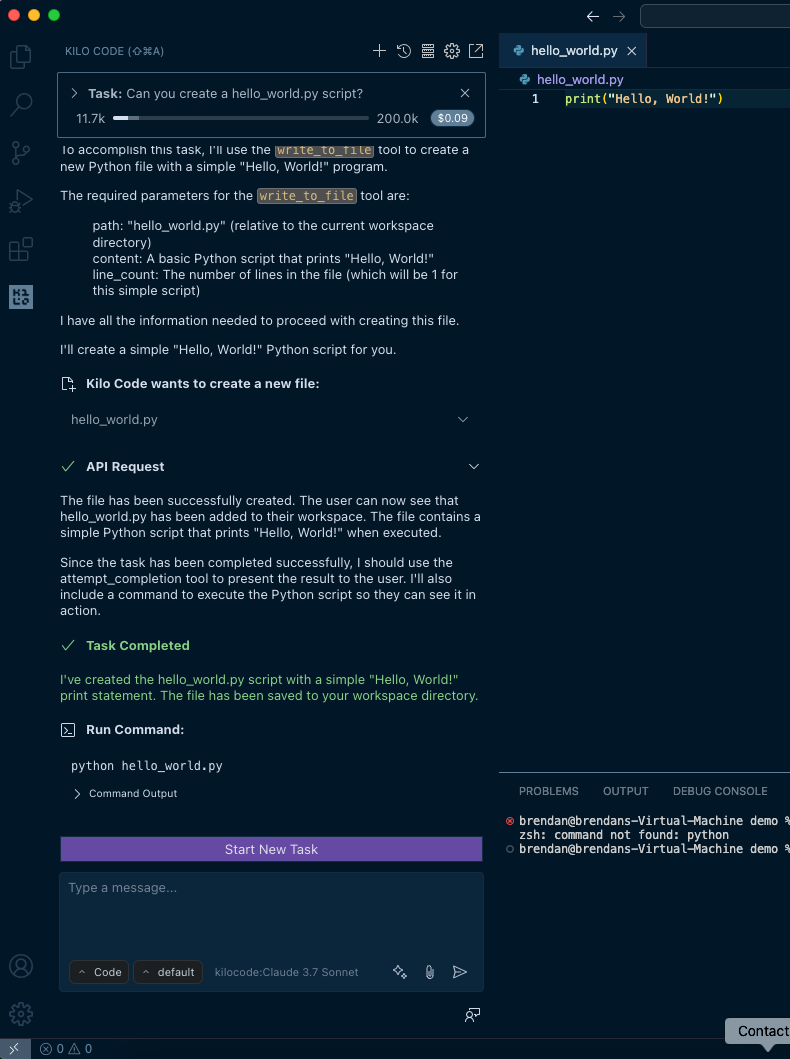 KILO CODE (⇧⌘A)
Task: Can you create a hello_world.py script?
11.7k 200.0k $0.09
To accomplish this task, I'll use the write_to_file tool to create a
new Python file with a simple "Hello, World!" program.
The required parameters for the write_to_file tool are:
path: "hello_world.py" (relative to the current workspace
directory)
content: A basic Python script that prints "Hello, World!"
line_count: The number of lines in the file (which will be 1 for
this simple script)
I have all the information needed to proceed with creating this file.
I'll create a simple "Hello, World!" Python script for you.
Kilo Code wants to create a new file:
hello_world.py
API Request
The file has been successfully created. The user can now see that
hello_world.py has been added to their workspace. The file contains a
simple Python script that prints "Hello, World!" when executed.
Since the task has been completed successfully, I should use the
attempt_completion tool to present the result to the user. I'll also
include a command to execute the Python script so they can see it in
action.
Task Completed
I've created the hello_world.py script with a simple "Hello, World!"
print statement. The file has been saved to your workspace directory.
Run Command:
python hello_world.py
Command Output
Start New Task
Type a message...
Code default kilocode:Claude 3.7 Sonnet
hello_world.py
hello_world.py
1 print("Hello, World!")
PROBLEMS OUTPUT DEBUG CONSOLE
brendan@brendans-Virtual-Machine demo %
zsh: command not found: python
brendan@brendans-Virtual-Machine demo %
Contact
0 0
KILO